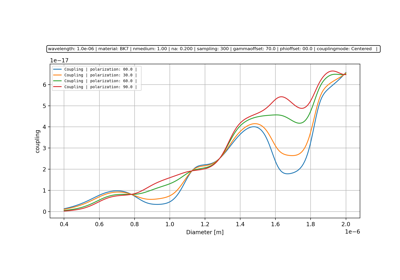 wavelength: 1.0e-06 | material: BK7 | nmedium: 1.00 | na: 0.200 | sampling: 300 | gammaoffset: 70.0 | phioffset: 00.0 | couplingmode: Centered |
1e−17
Coupling | polarization: 00.0 |
Coupling | polarization: 30.0 |
Coupling | polarization: 60.0 |
Coupling | polarization: 90.0 |
6
5
4
3
2
1
0
coupling
0.4 0.6 0.8 1.0 1.2 1.4 1.6 1.8 2.0
Diameter [m]
1e−6